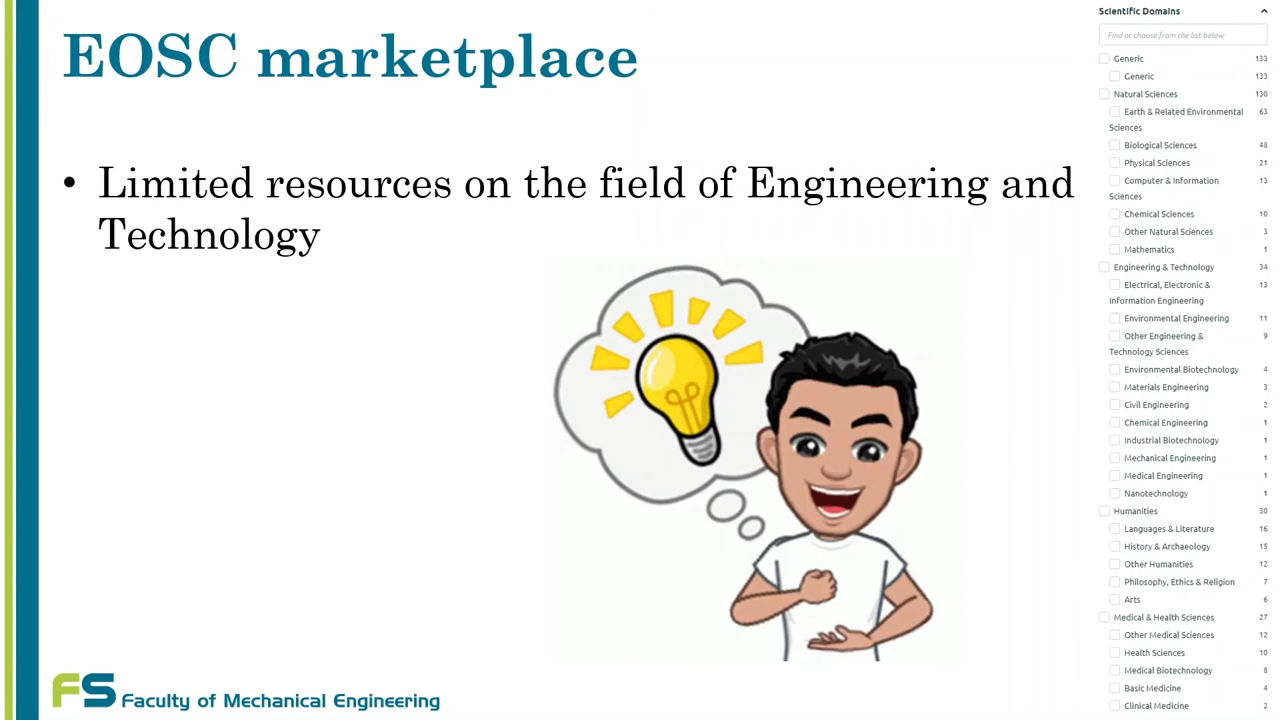 EOSC marketplace
• Limited resources on the field of Engineering and
Technology
FS Faculty of Mechanical Engineering
Scientific Domains
Find or choose from the list below
Generic 133
Generic 133
Natural Sciences 130
Earth & Related Environmental 63
Sciences
Biological Sciences 48
Physical Sciences 21
Computer & Information 13
Sciences
Chemical Sciences 10
Other Natural Sciences 3
Mathematics 1
Engineering & Technology 34
Electrical, Electronic & 13
Information Engineering
Environmental Engineering 11
Other Engineering & 9
Technology Sciences
Environmental Biotechnology 4
Materials Engineering 3
Civil Engineering 2
Chemical Engineering 1
Industrial Biotechnology 1
Mechanical Engineering 1
Medical Engineering 1
Nanotechnology 1
Humanities 30
Languages & Literature 16
History & Archaeology 15
Other Humanities 12
Philosophy, Ethics & Religion 7
Arts 6
Medical & Health Sciences 27
Other Medical Sciences 12
Health Sciences 10
Medical Biotechnology 8
Basic Medicine 4
Clinical Medicine 2